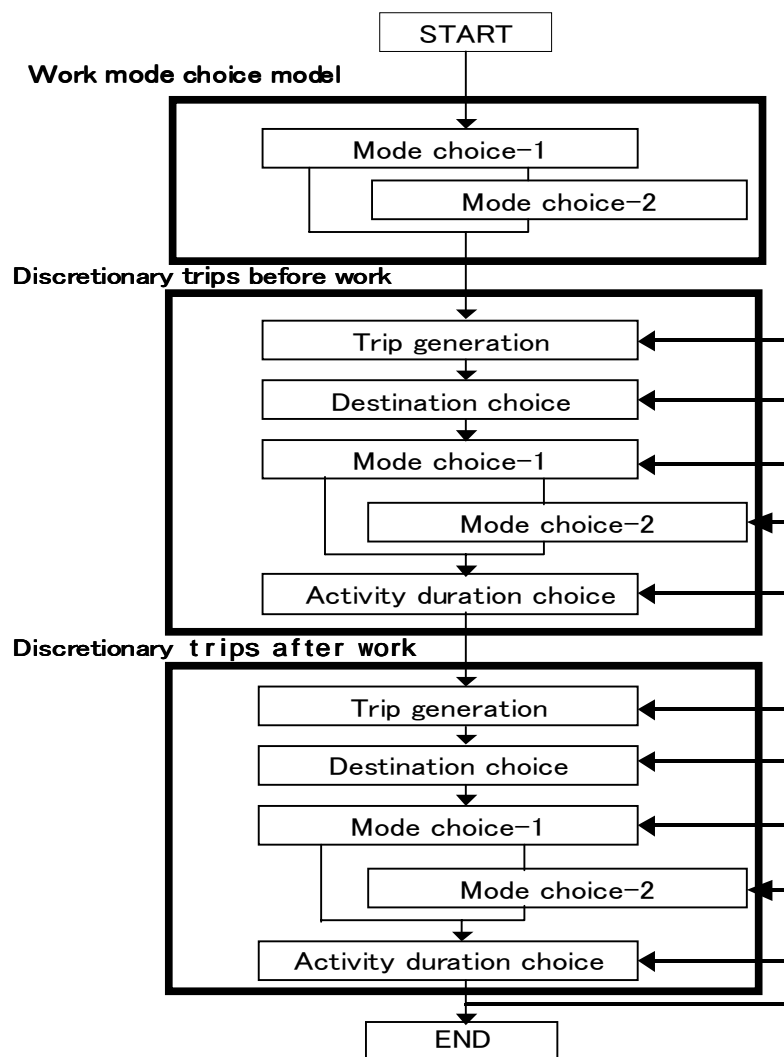 START
Work mode choice model
Mode choice-1
Mode choice-2
Discretionary trips before work
Trip generation
Destination choice
Mode choice-1
Mode choice-2
Activity duration choice
Discretionary trips after work
Trip generation
Destination choice
Mode choice-1
Mode choice-2
Activity duration choice
END